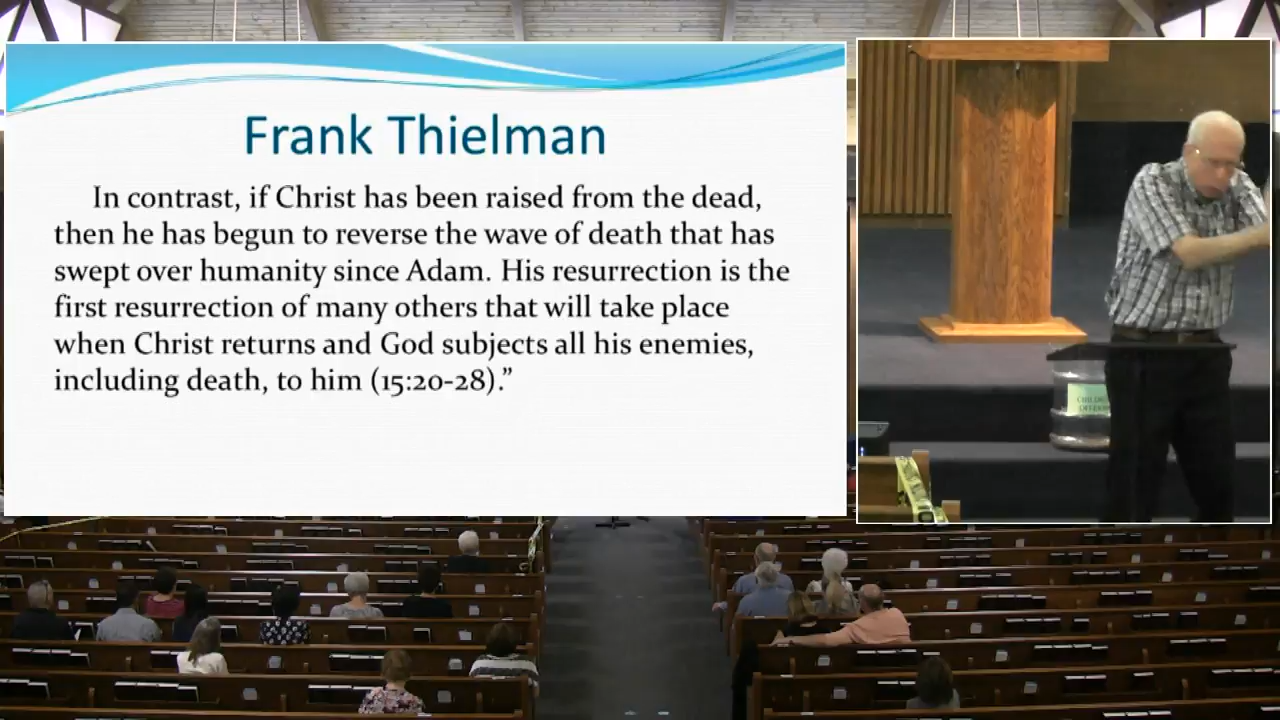 Frank Thielman
In contrast, if Christ has been raised from the dead,
then he has begun to reverse the wave of death that has
swept over humanity since Adam. His resurrection is the
first resurrection of many others that will take place
when Christ returns and God subjects all his enemies,
including death, to him (15:20-28).”